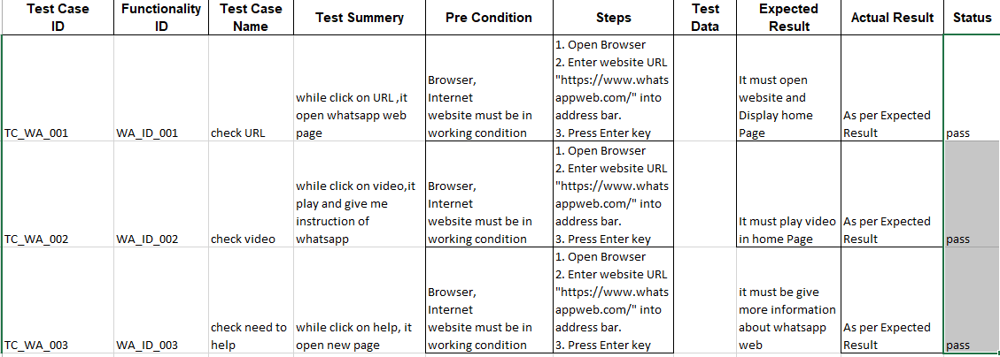 Test Case
ID
Functionality
ID
Test Case
Name
Test Summery
Pre Condition
Steps
Test
Data
Expected
Result
Actual Result
Status
TC_WA_001
WA_ID_001
check URL
while click on URL ,it
open whatsapp web
page
Browser,
Internet
website must be in
working condition
1. Open Browser
2. Enter website URL
"https://www.whats
appweb.com/" into
address bar.
3. Press Enter key
It must open
website and
Display home
Page
As per Expected
Result
pass
TC_WA_002
WA_ID_002
check video
while click on video,it
play and give me
instruction of
whatsapp
Browser,
Internet
website must be in
working condition
1. Open Browser
2. Enter website URL
"https://www.whats
appweb.com/" into
address bar.
3. Press Enter key
It must play video
in home Page
As per Expected
Result
pass
TC_WA_003
WA_ID_003
check need to
help
while click on help, it
open new page
Browser,
Internet
website must be in
working condition
1. Open Browser
2. Enter website URL
"https://www.whats
appweb.com/" into
address bar.
3. Press Enter key
it must be give
more information
about whatsapp
web
As per Expected
Result
pass